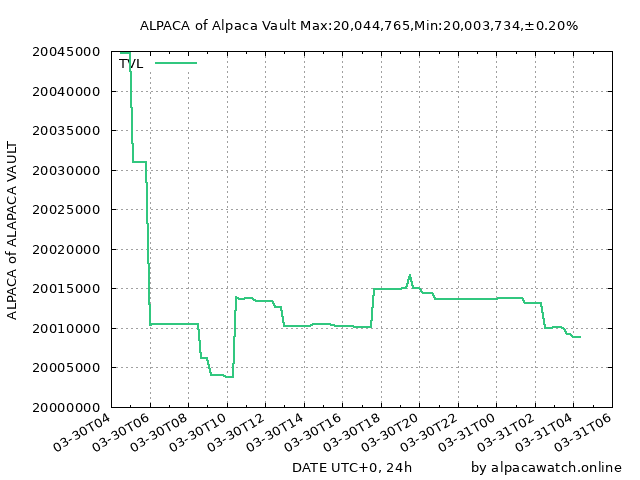 ALPACA of Alpaca Vault Max:20,044,765,Min:20,003,734,±0.20%
TVL
ALPACA of ALAPACA VAULT
20045000
20040000
20035000
20030000
20025000
20020000
20015000
20010000
20005000
20000000
03-30T04
03-30T06
03-30T08
03-30T10
03-30T12
03-30T14
03-30T16
03-30T18
03-30T20
03-30T22
03-31T00
03-31T02
03-31T04
03-31T06
DATE UTC+0, 24h
by alpacawatch.online